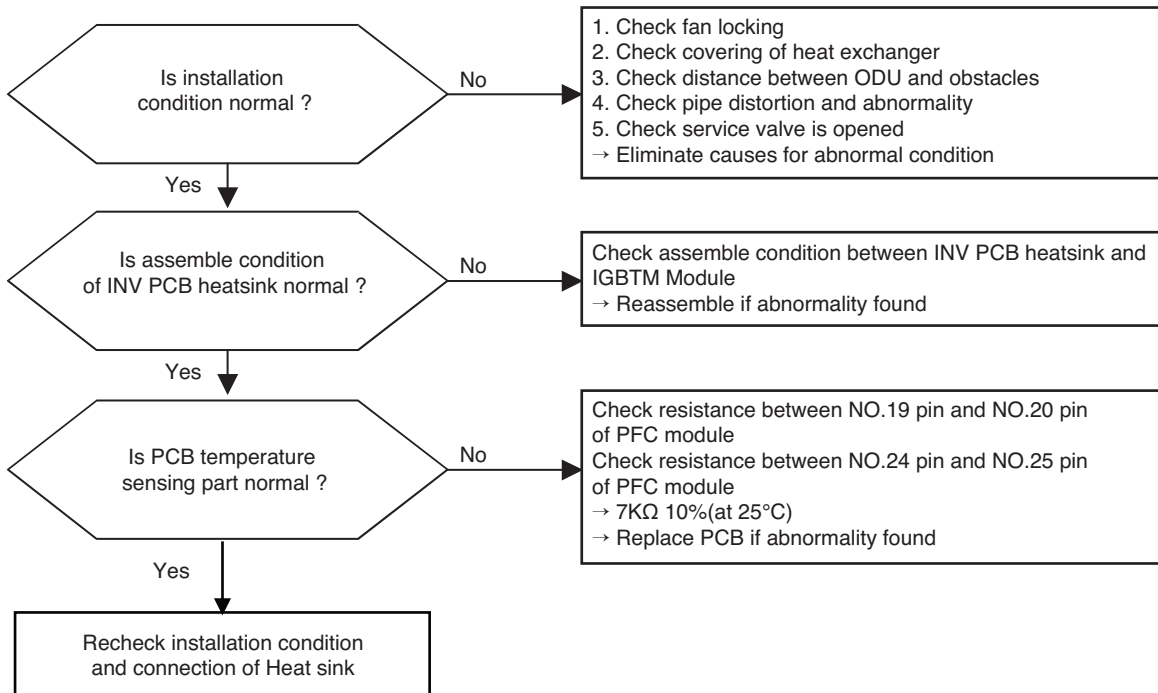 Is installation
condition normal ?
No
1. Check fan locking
2. Check covering of heat exchanger
3. Check distance between ODU and obstacles
4. Check pipe distortion and abnormality
5. Check service valve is opened
→ Eliminate causes for abnormal condition
Yes
Is assemble condition
of INV PCB heatsink normal ?
No
Check assemble condition between INV PCB heatsink and
IGBTM Module
→ Reassemble if abnormality found
Yes
Is PCB temperature
sensing part normal ?
No
Check resistance between NO.19 pin and NO.20 pin
of PFC module
Check resistance between NO.24 pin and NO.25 pin
of PFC module
→ 7KΩ 10%(at 25°C)
→ Replace PCB if abnormality found
Yes
Recheck installation condition
and connection of Heat sink